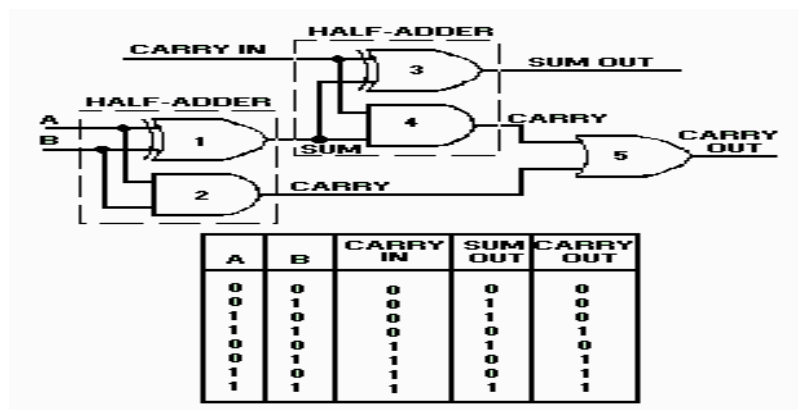 HALF-ADDER
CARRY IN
3
SUM OUT
HALF-ADDER
A
B
1
SUM
4
CARRY
2
CARRY
5
CARRY
OUT
A B CARRY IN SUM OUT CARRY OUT
0 0 0 0 0
0 1 0 1 0
1 0 0 1 0
1 1 0 0 1
0 0 1 1 0
0 1 1 0 1
1 0 1 0 1
1 1 1 1 1